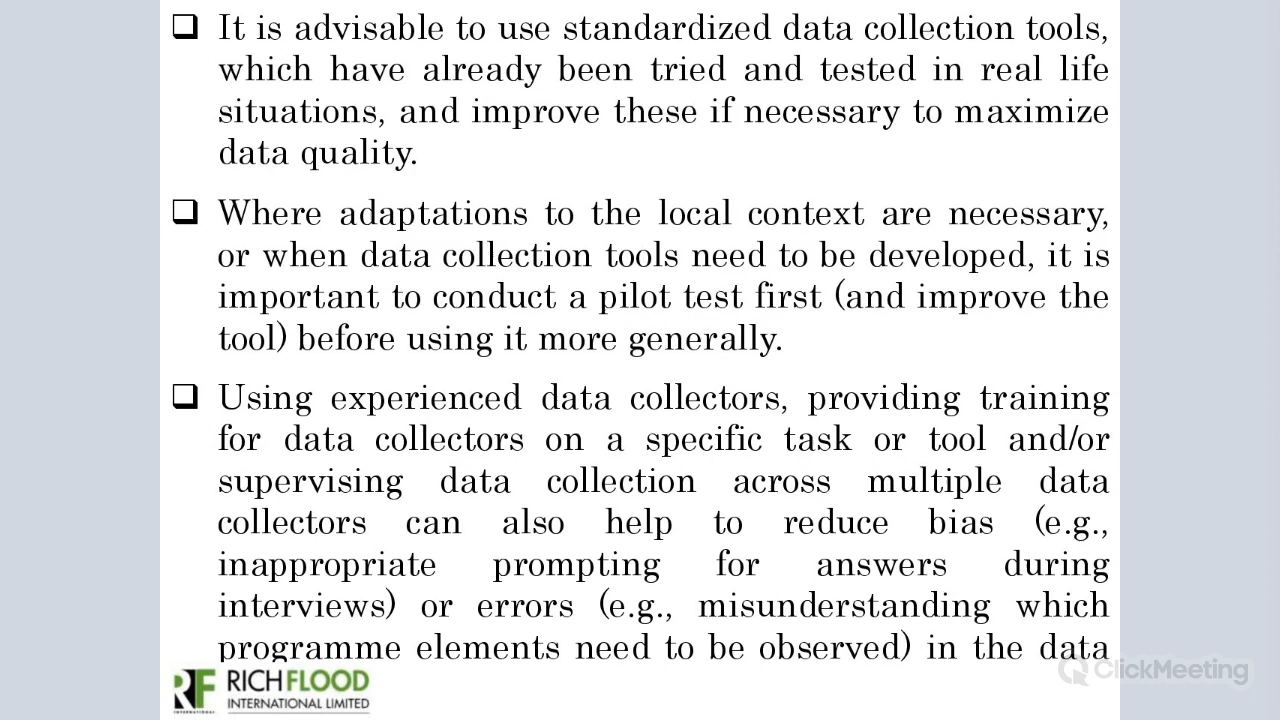 ❑ It is advisable to use standardized data collection tools,
which have already been tried and tested in real life
situations, and improve these if necessary to maximize
data quality.
❑ Where adaptations to the local context are necessary,
or when data collection tools need to be developed, it is
important to conduct a pilot test first (and improve the
tool) before using it more generally.
❑ Using experienced data collectors, providing training
for data collectors on a specific task or tool and/or
supervising data collection across multiple data
collectors can also help to reduce bias (e.g.,
inappropriate prompting for answers during
interviews) or errors (e.g., misunderstanding which
programme elements need to be observed) in the data
RF INTERNATIONAL
RICHFLOOD
INTERNATIONAL LIMITED
ClickMeeting